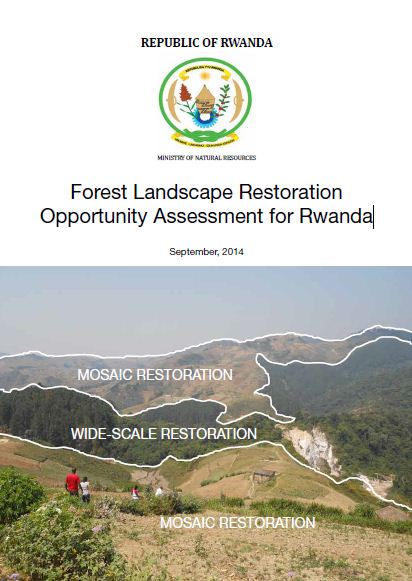 REPUBLIC OF RWANDA
MINISTRY OF NATURAL RESOURCES
Forest Landscape Restoration
Opportunity Assessment for Rwanda
September, 2014
MOSAIC RESTORATION
WIDE-SCALE RESTORATION
MOSAIC RESTORATION